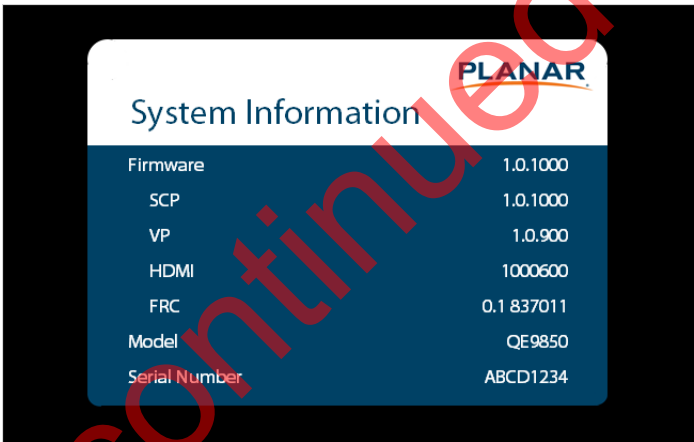 PLANAR
System Information
Firmware 1.0.1000
SCP 1.0.1000
VP 1.0.900
HDMI 1000600
FRC 0.1 837011
Model QE9850
Serial Number ABCD1234
continued